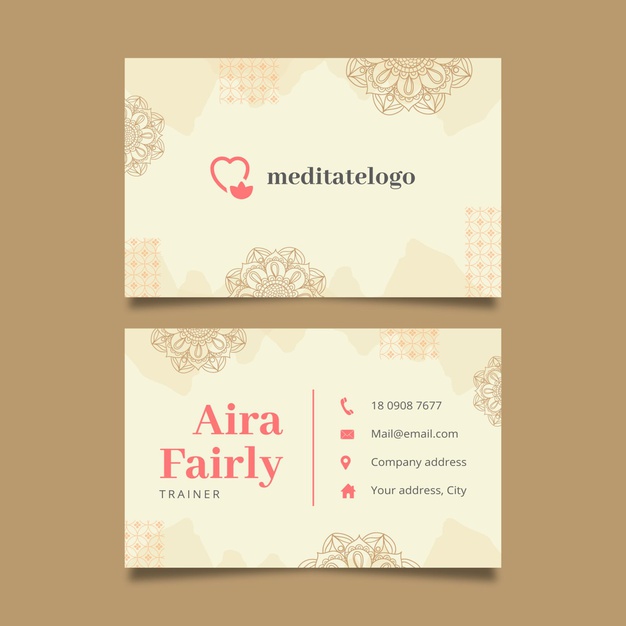 meditatelogo
Aira
Fairly
TRAINER
18 0908 7677
Mail@email.com
Company address
Your address, City